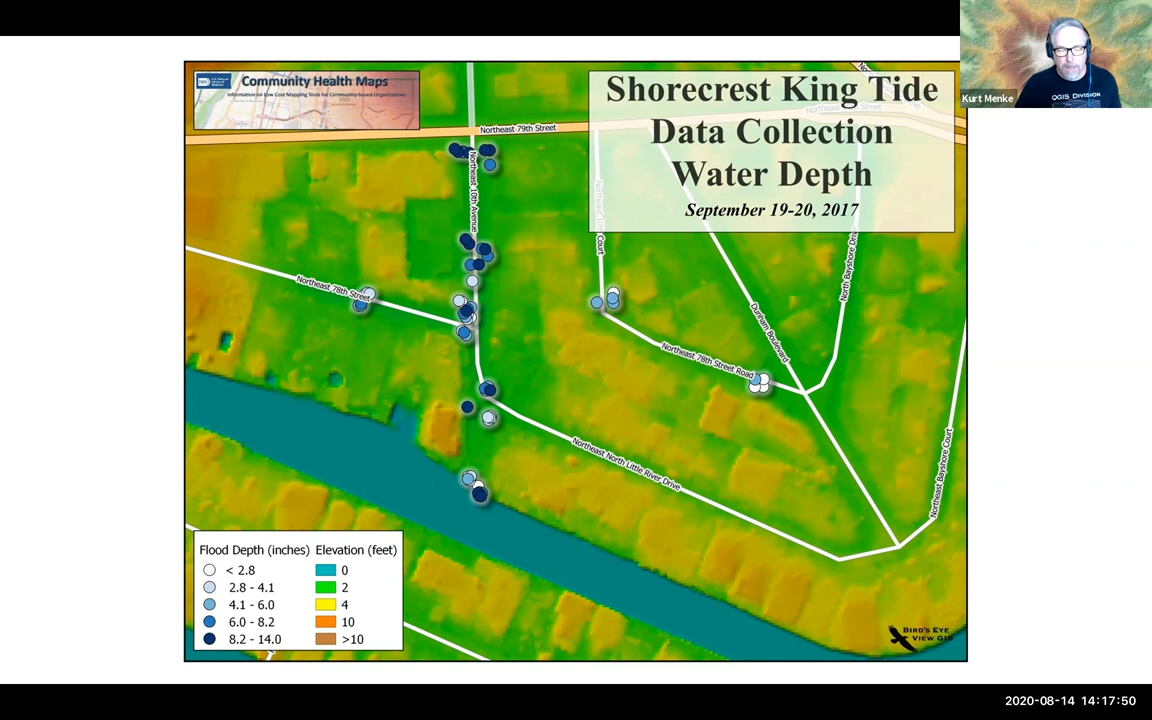 Community Health Maps
Information on Low Cost Mapping Tools for Community-based Organizations
Shorecrest King Tide
Data Collection
Water Depth
September 19-20, 2017
Kurt Menke
QGIS DIVISION
Northeast 79th Street
Northeast 10th Avenue
Northeast 78th Street
Court
Dunham Boulevard
North Bayshore Drive
Northeast 78th Street Road
Northeast North Little River Drive
Northeast Bayshore Court
Flood Depth (inches)
< 2.8
2.8 - 4.1
4.1 - 6.0
6.0 - 8.2
8.2 - 14.0
Elevation (feet)
0
2
4
10
>10
BIRD'S EYE
VIEW GIS
2020-08-14 14:17:50